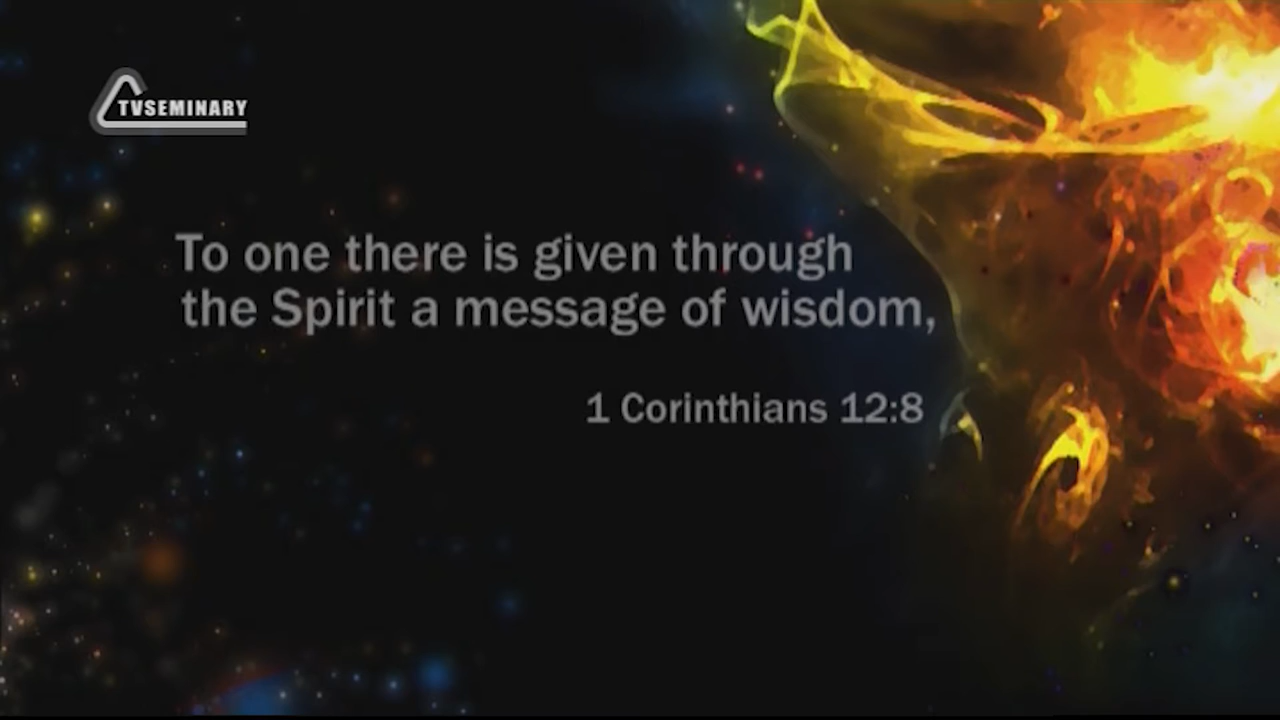 TVSEMINARY
To one there is given through
the Spirit a message of wisdom,
1 Corinthians 12:8